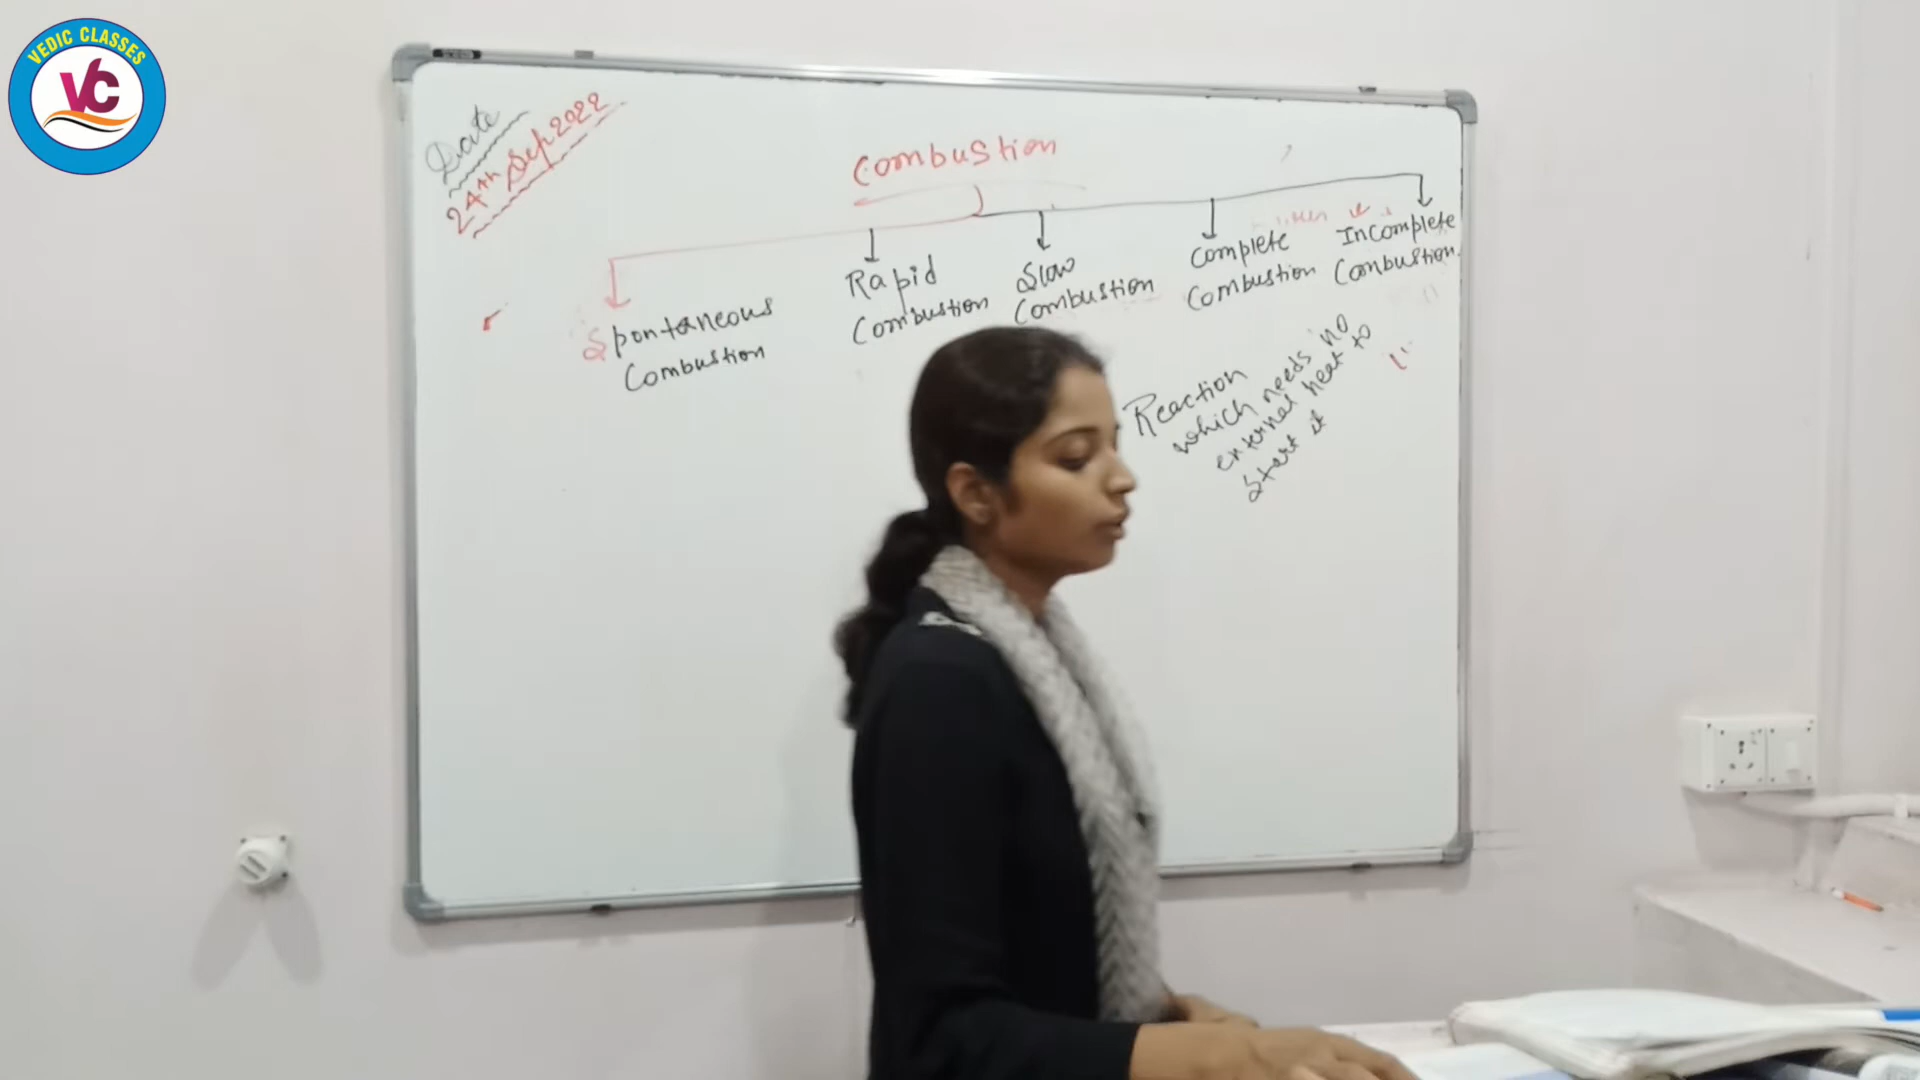 VEDIC CLASSES
VC
Date
24th Sep 2022
Combustion
Spontaneous
Combustion
Rapid
Combustion
Slow
Combustion
Complete
Combustion
Incomplete
Combustion.
Reaction
which needs no
external heat to
Start it